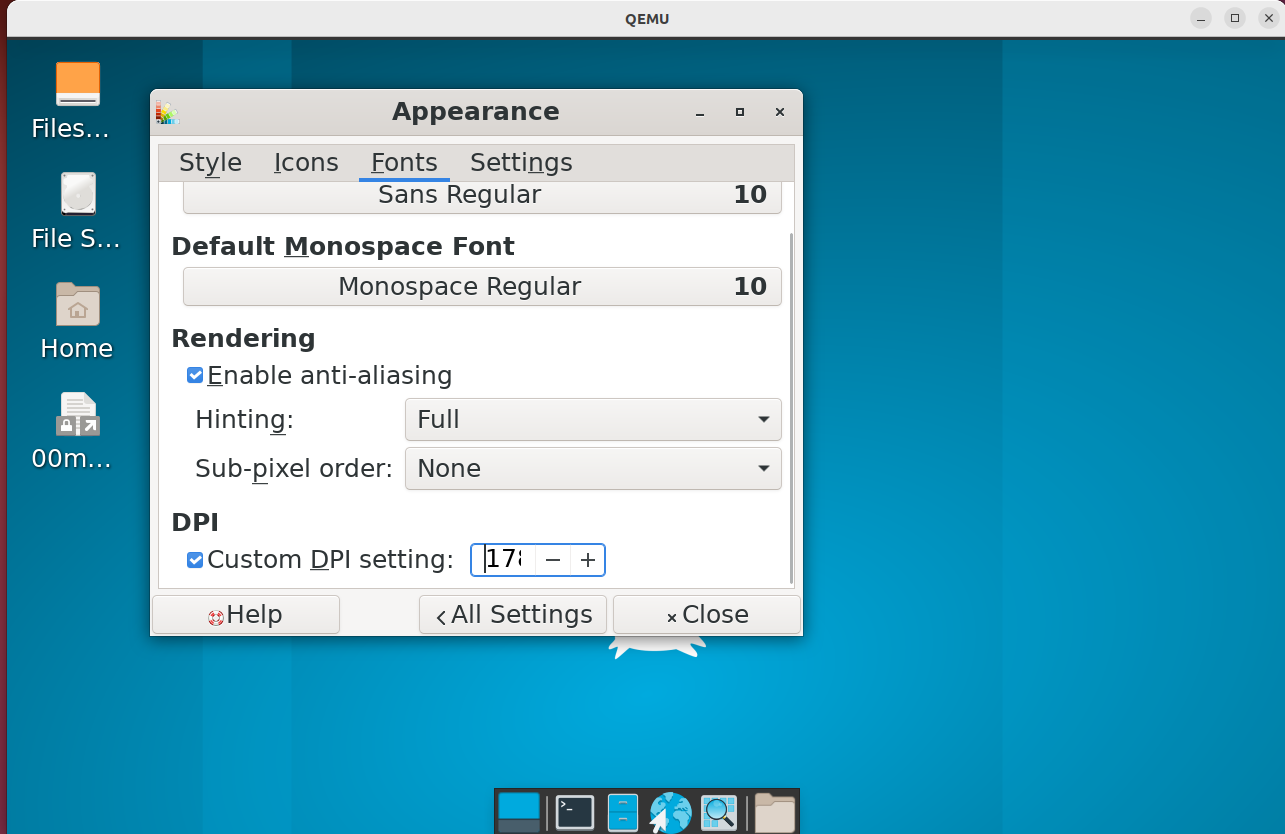 QEMU
Files...
File S...
Home
00m...
Appearance
Style Icons Fonts Settings
Sans Regular 10
Default Monospace Font
Monospace Regular 10
Rendering
Enable anti-aliasing
Hinting: Full
Sub-pixel order: None
DPI
Custom DPI setting: 178
Help All Settings Close